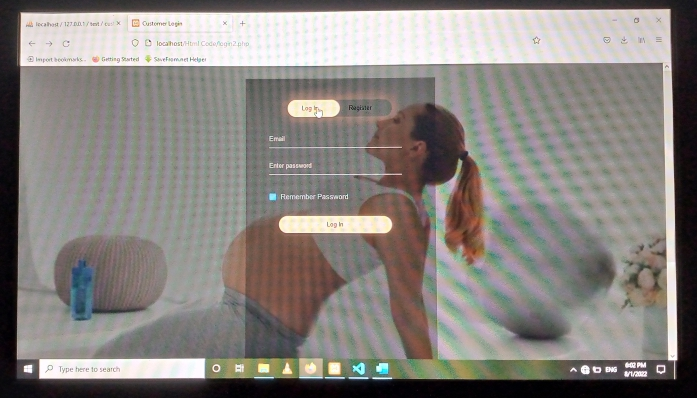 localhost / 127.0.0.1 / test /
Customer Login
localhost/Html Code/login2.php
Import bookmarks...
Getting Started
SaveFrom.net Helper
Log In
Register
Email
Enter password
Remember Password
Log In
Type here to search
ENG
8:02 PM
8/1/2022